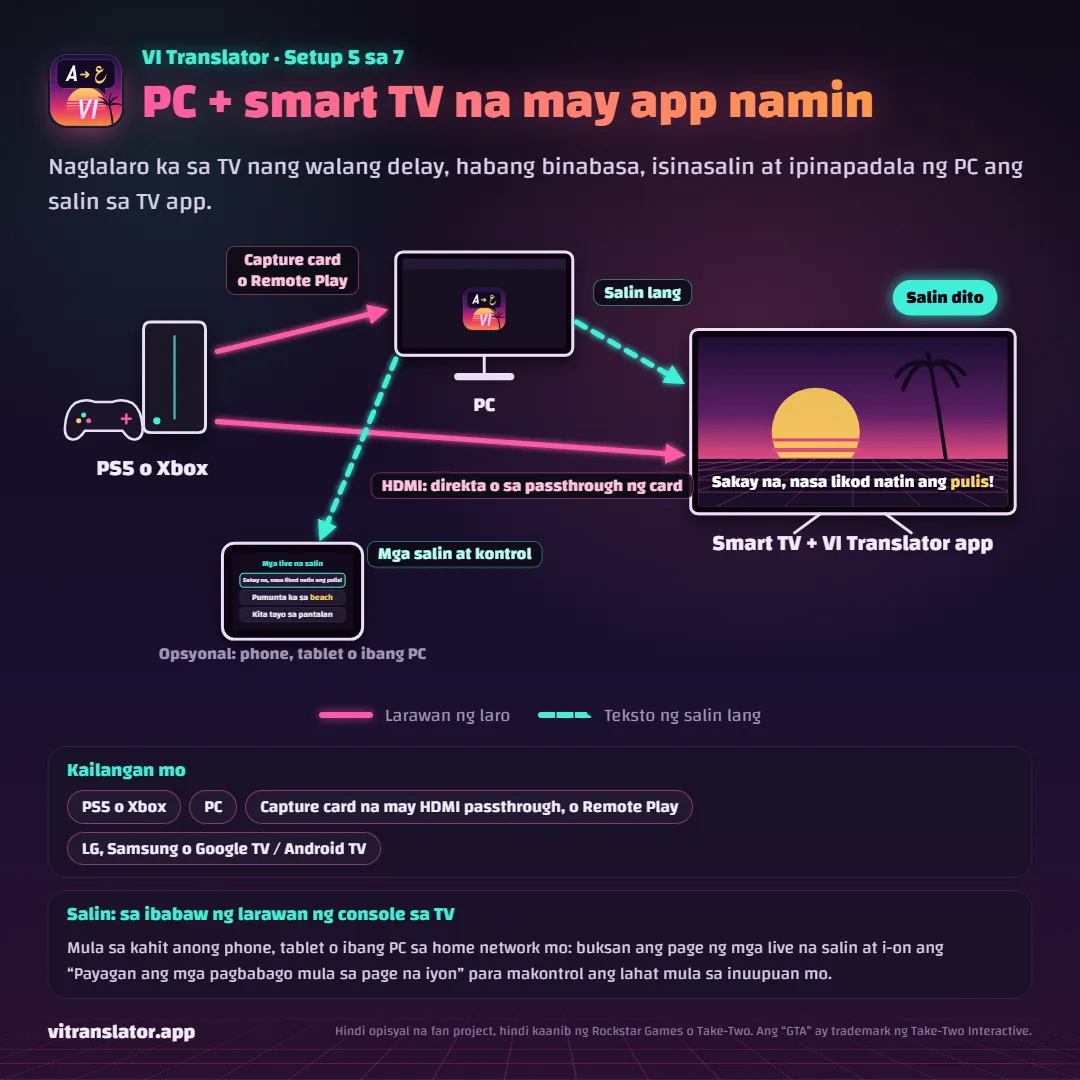 VI Translator · Setup 5 sa 7
A→ع
VI
PC + smart TV na may app namin
Naglalaro ka sa TV nang walang delay, habang binabasa, isinasalin at ipinapadala ng PC ang
salin sa TV app.
Capture card
o Remote Play
A→ع
VI
Salin lang
Salin dito
PC
PS5 o Xbox
HDMI: direkta o sa passthrough ng card
Sakay na, nasa likod natin ang pulis!
Smart TV + VI Translator app
Mga salin at kontrol
Mga live na salin
Sakay na, nasa likod natin ang pulis!
Pumunta ka sa beach
Kita tayo sa pantalan
Opsyonal: phone, tablet o ibang PC
Larawan ng laro
Teksto ng salin lang
Kailangan mo
PS5 o Xbox
PC
Capture card na may HDMI passthrough, o Remote Play
LG, Samsung o Google TV / Android TV
Salin: sa ibabaw ng larawan ng console sa TV
Mula sa kahit anong phone, tablet o ibang PC sa home network mo: buksan ang page ng mga live na salin at i-on ang
“Payagan ang mga pagbabago mula sa page na iyon” para makontrol ang lahat mula sa inuupuan mo.
vitranslator.app
Hindi opisyal na fan project, hindi kaanib ng Rockstar Games o Take-Two. Ang “GTA” ay trademark ng Take-Two Interactive.